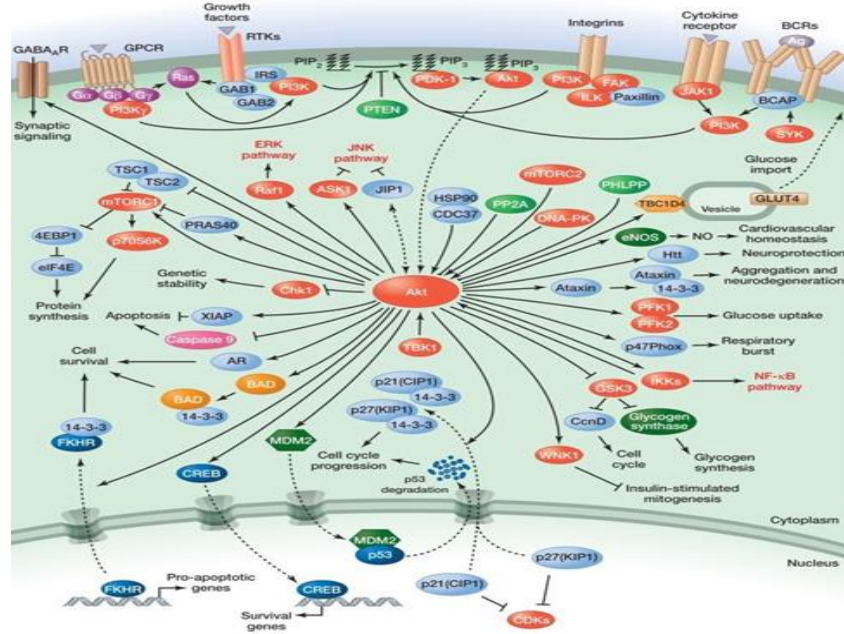 Growth factors
GABAAR
GPCR
RTKs
Integrins
Cytokine receptor
BCRs
Ag
PIP2
PIP3
PIP3
IRS
Ras
GAB1
GAB2
PI3K
PDK-1
Akt
PI3K
FAK
ILK
Paxillin
JAK1
BCAP
Gα
Gβ
Gγ
PI3Kγ
PTEN
PI3K
SYK
Synaptic signaling
ERK pathway
JNK pathway
Glucose import
TSC1
TSC2
mTORC1
Raf1
ASK1
JIP1
HSP90
CDC37
PP2A
mTORC2
DNA-PK
PHLPP
TBC1D4
Vesicle
GLUT4
4EBP1
p70S6K
PRAS40
eNOS
NO
Cardiovascular homeostasis
eIF4E
Htt
Neuroprotection
Genetic stability
Chk1
Akt
Ataxin
Ataxin
14-3-3
Aggregation and neurodegeneration
Protein synthesis
PFK1
PFK2
Glucose uptake
Apoptosis
XIAP
Caspase 9
TBK1
p47Phox
Respiratory burst
Cell survival
AR
BAD
BAD
14-3-3
p21(CIP1)
14-3-3
p27(KIP1)
14-3-3
GSK3
IKKs
NF-κB pathway
14-3-3
FKHR
CcnD
Glycogen synthase
MDM2
Cell cycle progression
p53 degradation
WNK1
Cell cycle
Glycogen synthesis
CREB
Insulin-stimulated mitogenesis
Cytoplasm
MDM2
p53
p27(KIP1)
Nucleus
FKHR
Pro-apoptotic genes
CREB
p21(CIP1)
Survival genes
CDKs